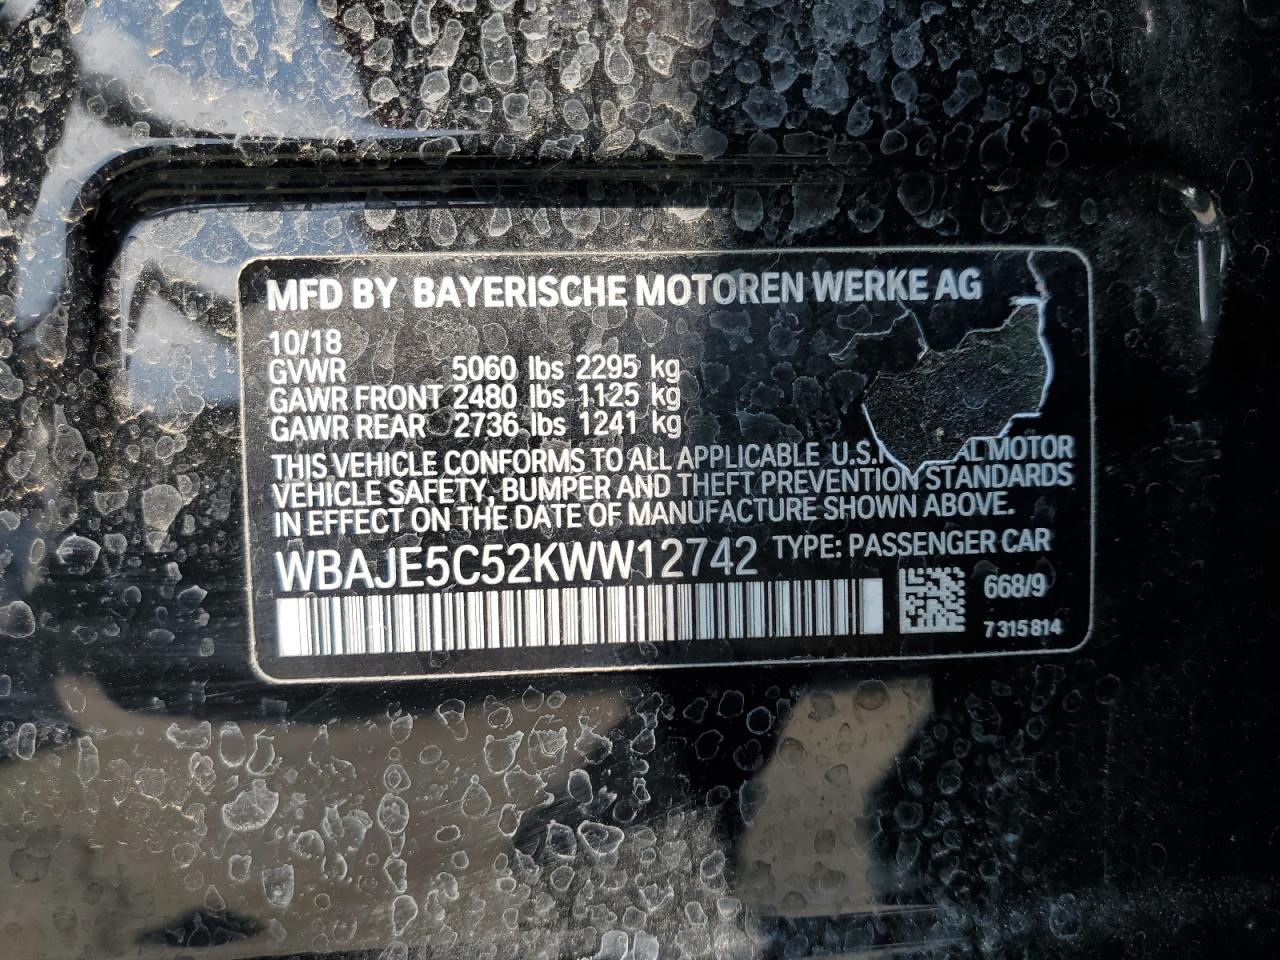 MFD BY BAYERISCHE MOTOREN WERKE AG
10/18
GVWR 5060 lbs 2295 kg
GAWR FRONT 2480 lbs 1125 kg
GAWR REAR 2736 lbs 1241 kg
THIS VEHICLE CONFORMS TO ALL APPLICABLE U.S. MOTOR
VEHICLE SAFETY, BUMPER AND THEFT PREVENTION STANDARDS
IN EFFECT ON THE DATE OF MANUFACTURE SHOWN ABOVE.
WBAJE5C52KWW12742 TYPE: PASSENGER CAR
668/9
7 315 814